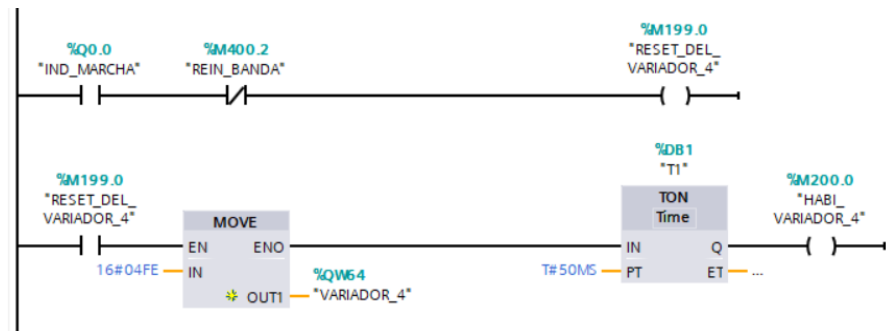 %Q0.0
"IND_MARCHA"
%M400.2
"REIN_BANDA"
%M199.0
"RESET_DEL_
VARIADOR_4"
%M199.0
"RESET_DEL_
VARIADOR_4"
MOVE
EN
ENO
16#04FE
IN
OUT1
%QW64
"VARIADOR_4"
%DB1
"T1"
TON
Time
IN
Q
T#50MS
PT
ET
...
%M200.0
"HABI_
VARIADOR_4"